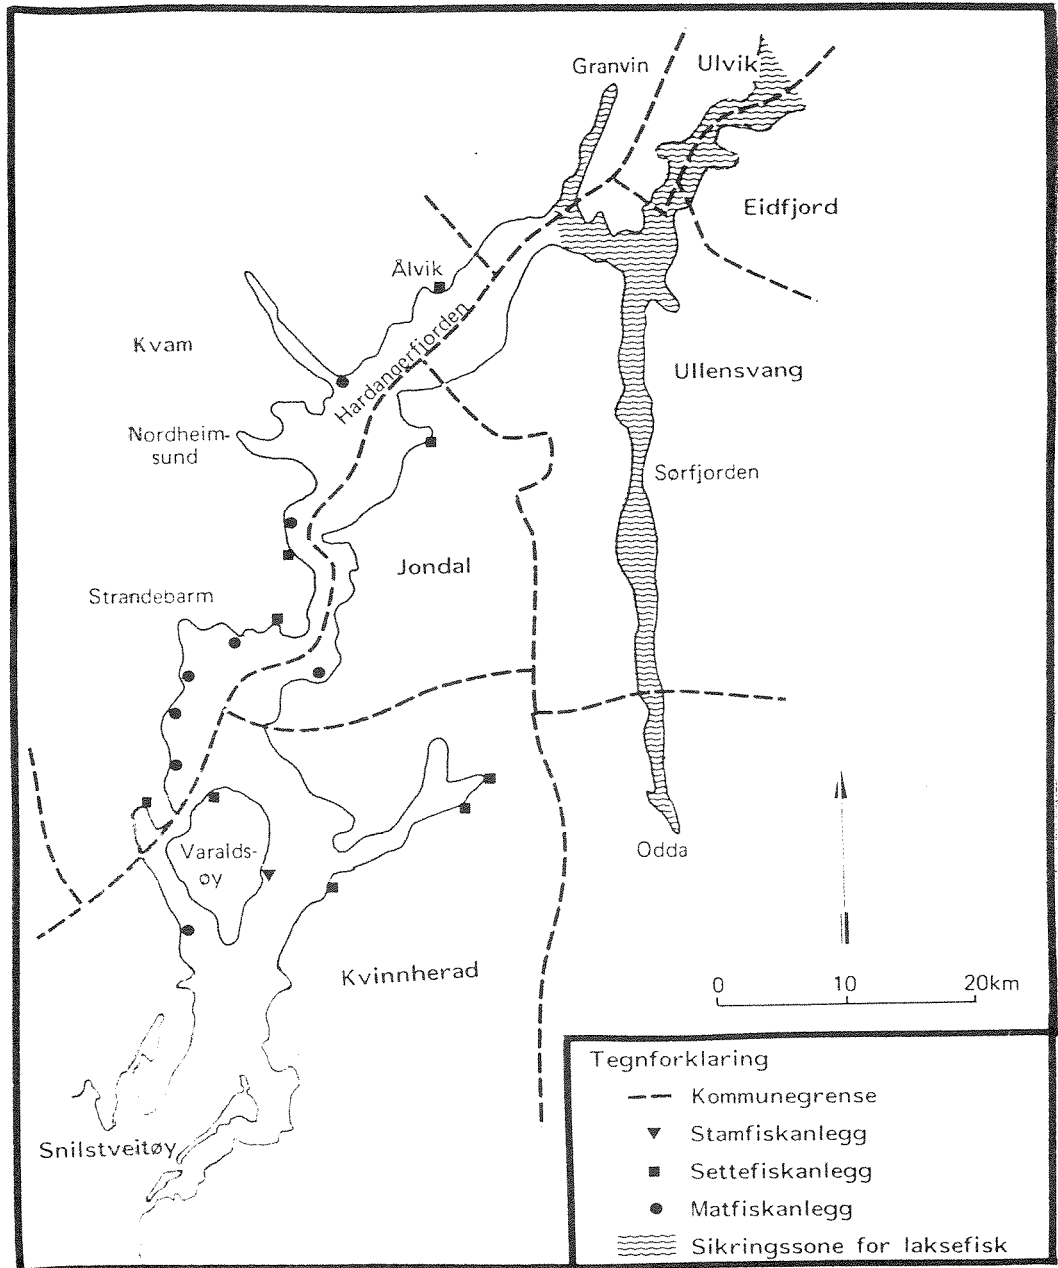 Granvin
Ulvik
Eidfjord
Ålvik
Hardangerfjorden
Kvam
Ullensvang
Nordheim-
sund
Sørfjorden
Jondal
Strandebarm
Varalds-
øy
Odda
Kvinnherad
0 10 20km
Snilstveitøy
Tegnforklaring
Kommunegrense
Stamfiskanlegg
Settefiskanlegg
Matfiskanlegg
Sikringssone for laksefisk